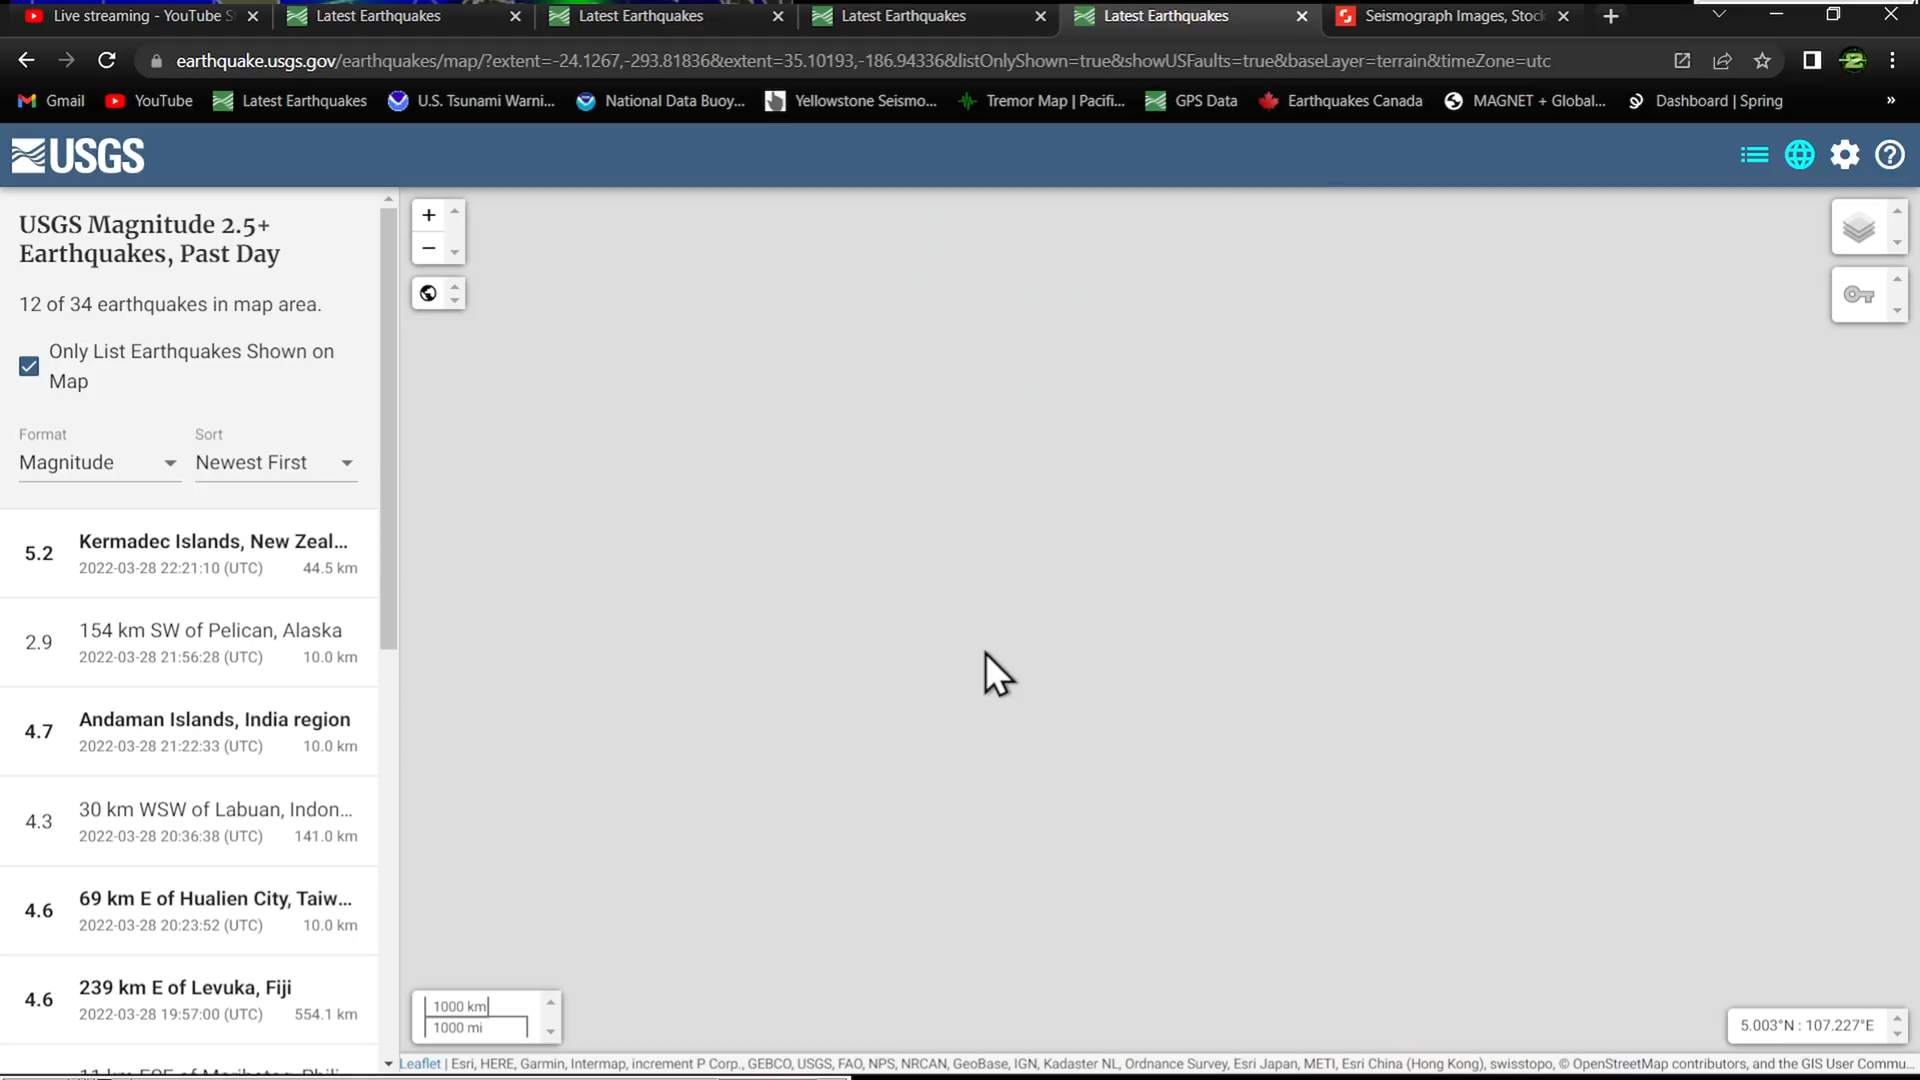 Live streaming - YouTube S
Latest Earthquakes
Latest Earthquakes
Latest Earthquakes
Latest Earthquakes
Seismograph Images, Stock
earthquake.usgs.gov/earthquakes/map/?extent=-24.1267,-293.81836&extent=35.10193,-186.94336&listOnlyShown=true&showUSFaults=true&baseLayer=terrain&timeZone=utc
Gmail
YouTube
Latest Earthquakes
U.S. Tsunami Warni...
National Data Buoy...
Yellowstone Seismo...
Tremor Map | Pacifi...
GPS Data
Earthquakes Canada
MAGNET + Global...
Dashboard | Spring
»
USGS
USGS Magnitude 2.5+
Earthquakes, Past Day
12 of 34 earthquakes in map area.
Only List Earthquakes Shown on
Map
Format
Sort
Magnitude
Newest First
5.2
Kermadec Islands, New Zeal...
2022-03-28 22:21:10 (UTC) 44.5 km
2.9
154 km SW of Pelican, Alaska
2022-03-28 21:56:28 (UTC) 10.0 km
4.7
Andaman Islands, India region
2022-03-28 21:22:33 (UTC) 10.0 km
4.3
30 km WSW of Labuan, Indon...
2022-03-28 20:36:38 (UTC) 141.0 km
4.6
69 km E of Hualien City, Taiw...
2022-03-28 20:23:52 (UTC) 10.0 km
4.6
239 km E of Levuka, Fiji
2022-03-28 19:57:00 (UTC) 554.1 km
+
−
1000 km
1000 mi
5.003°N : 107.227°E
Leaflet | Esri, HERE, Garmin, Intermap, increment P Corp., GEBCO, USGS, FAO, NPS, NRCAN, GeoBase, IGN, Kadaster NL, Ordnance Survey, Esri Japan, METI, Esri China (Hong Kong), swisstopo, © OpenStreetMap contributors, and the GIS User Commu...